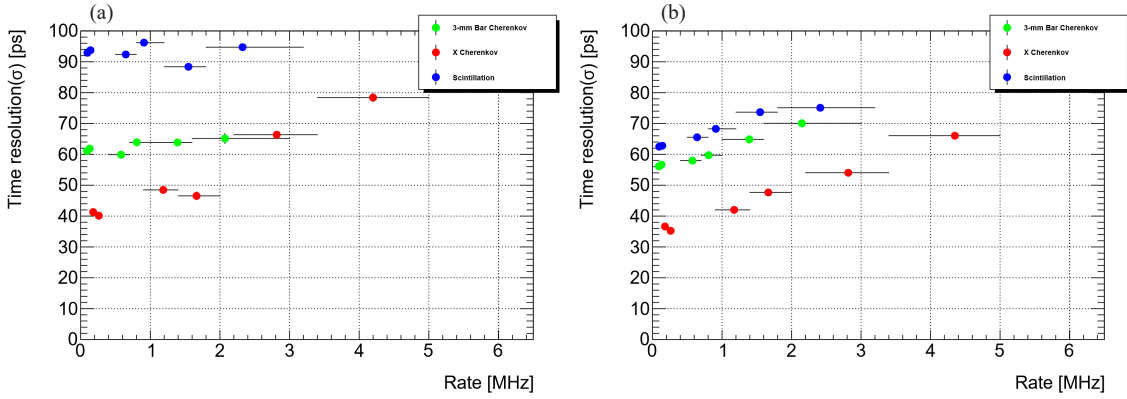 (a)
3-mm Bar Cherenkov
X Cherenkov
Scintillation
Time resolution(σ) [ps]
100
90
80
70
60
50
40
30
20
10
0
0 1 2 3 4 5 6
Rate [MHz]
(b)
3-mm Bar Cherenkov
X Cherenkov
Scintillation
Time resolution(σ) [ps]
100
90
80
70
60
50
40
30
20
10
0
0 1 2 3 4 5 6
Rate [MHz]